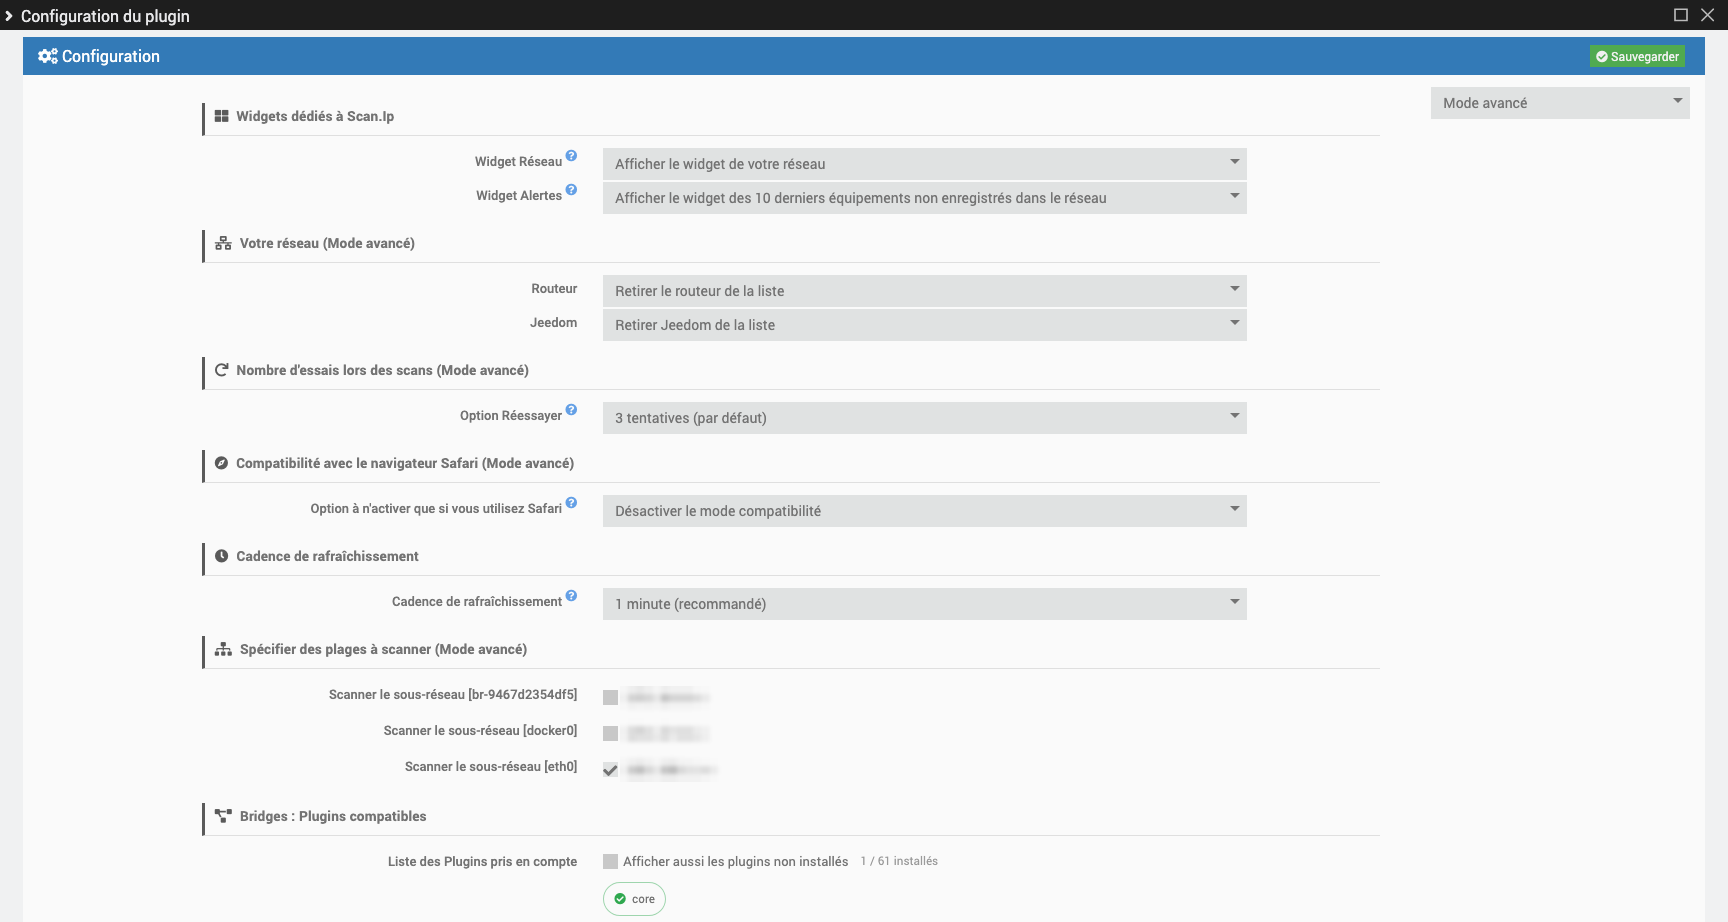 Configuration du plugin
Configuration
Sauvegarder
Mode avancé
Widgets dédiés à Scan.Ip
Widget Réseau
Afficher le widget de votre réseau
Widget Alertes
Afficher le widget des 10 derniers équipements non enregistrés dans le réseau
Votre réseau (Mode avancé)
Routeur
Retirer le routeur de la liste
Jeedom
Retirer Jeedom de la liste
Nombre d'essais lors des scans (Mode avancé)
Option Réessayer
3 tentatives (par défaut)
Compatibilité avec le navigateur Safari (Mode avancé)
Option à n'activer que si vous utilisez Safari
Désactiver le mode compatibilité
Cadence de rafraîchissement
Cadence de rafraîchissement
1 minute (recommandé)
Spécifier des plages à scanner (Mode avancé)
Scanner le sous-réseau [br-9467d2354df5]
Scanner le sous-réseau [docker0]
Scanner le sous-réseau [eth0]
Bridges : Plugins compatibles
Liste des Plugins pris en compte
Afficher aussi les plugins non installés
1 / 61 installés
core